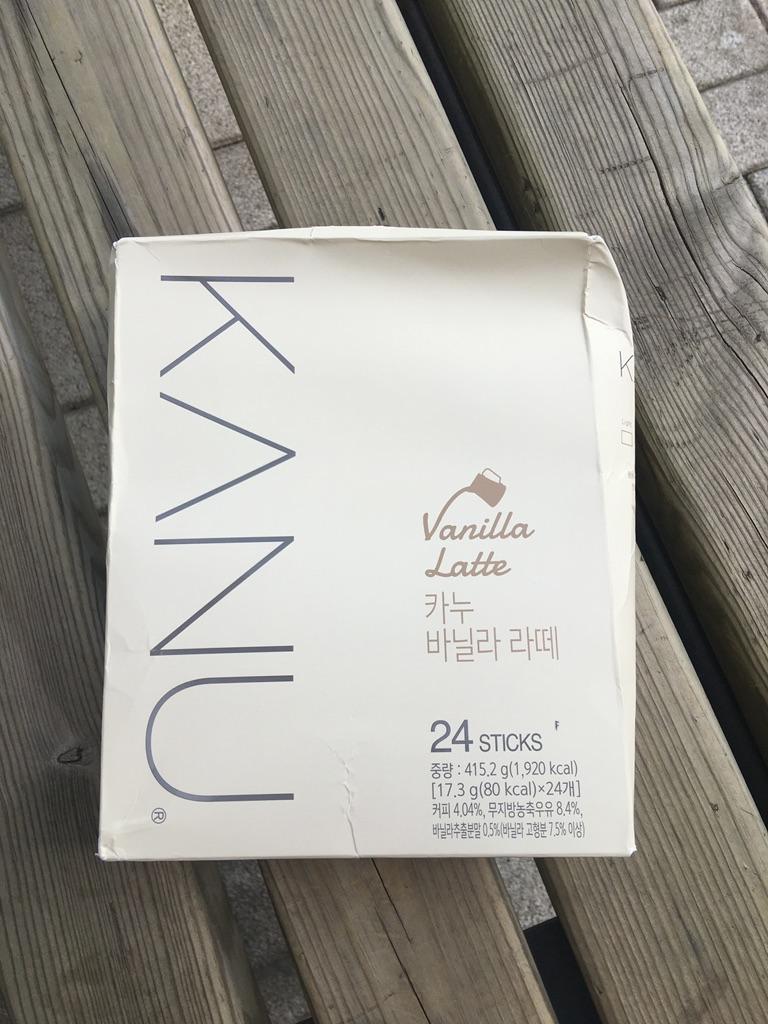 KANU®
Vanilla
Latte
카누
바닐라 라떼
24 STICKS
중량 : 415.2 g(1,920 kcal)
[17.3 g(80 kcal)×24개]
커피 4.04%, 무지방농축우유 8.4%,
바닐라추출분말 0.5%(바닐라 고형분 7.5% 이상)
K